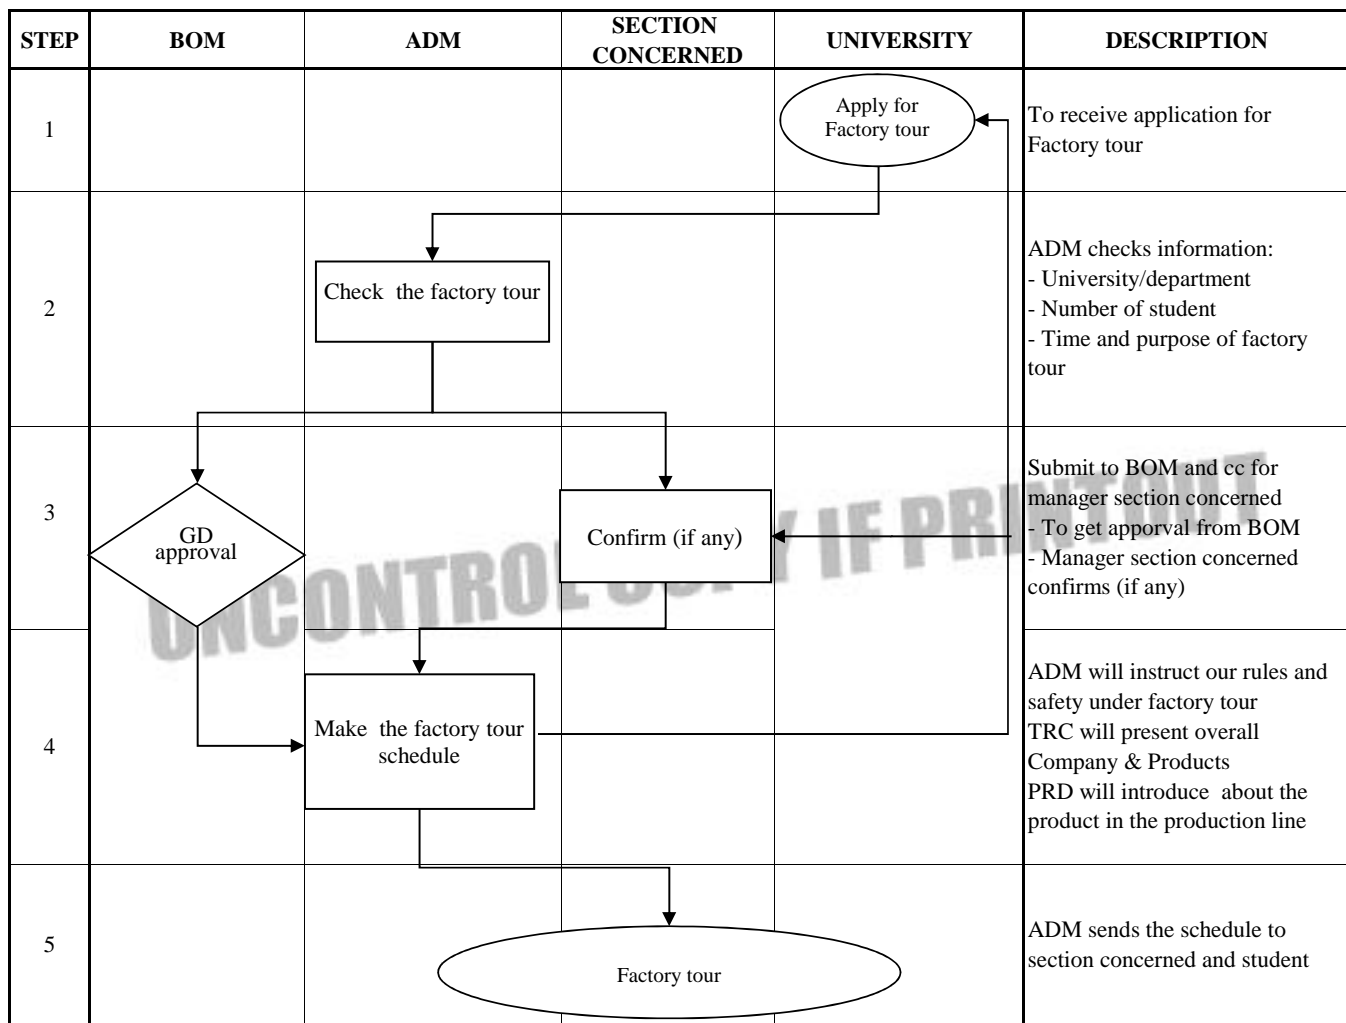 STEP
BOM
ADM
SECTION
CONCERNED
UNIVERSITY
DESCRIPTION
1
Apply for
Factory tour
To receive application for
Factory tour
2
Check the factory tour
ADM checks information:
- University/department
- Number of student
- Time and purpose of factory
tour
3
GD
approval
Confirm (if any)
Submit to BOM and cc for
manager section concerned
- To get apporval from BOM
- Manager section concerned
confirms (if any)
UNCONTROL COPY IF PRINTOUT
4
Make the factory tour
schedule
ADM will instruct our rules and
safety under factory tour
TRC will present overall
Company & Products
PRD will introduce about the
product in the production line
5
Factory tour
ADM sends the schedule to
section concerned and student